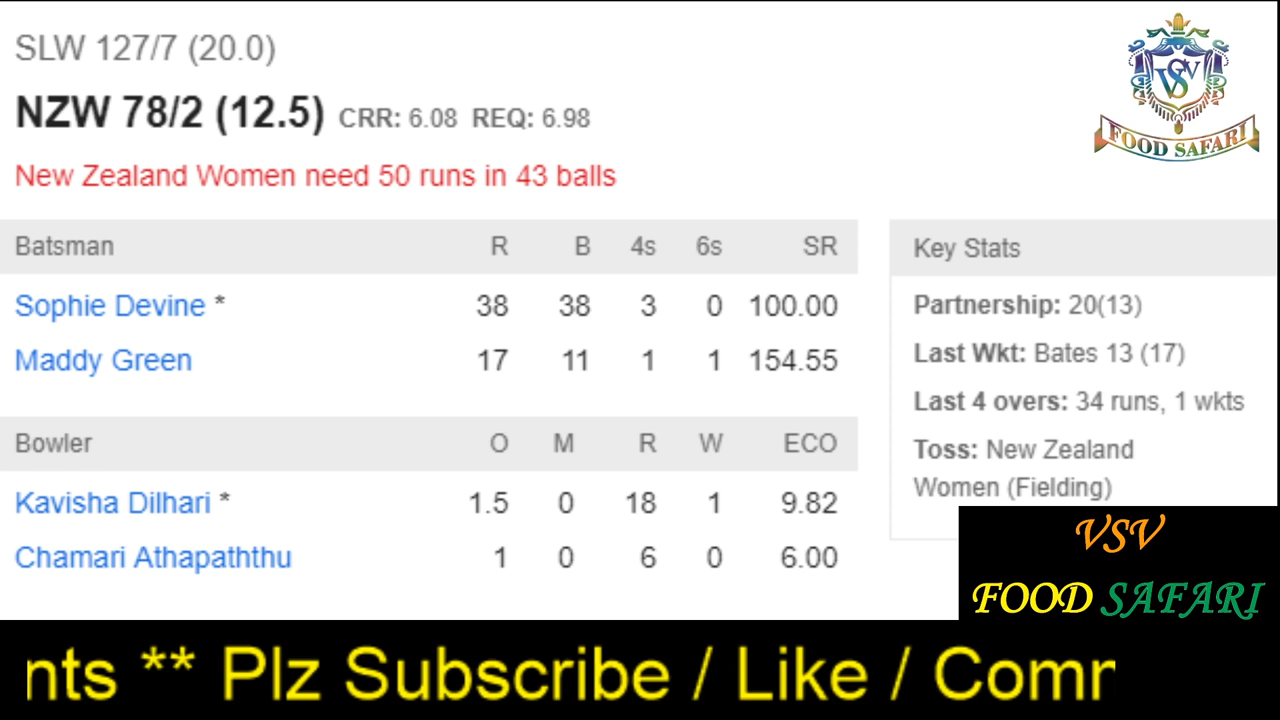 SLW 127/7 (20.0)
NZW 78/2 (12.5) CRR: 6.08 REQ: 6.98
New Zealand Women need 50 runs in 43 balls
VSV
FOOD SAFARI
Batsman R B 4s 6s SR
Sophie Devine * 38 38 3 0 100.00
Maddy Green 17 11 1 1 154.55
Bowler O M R W ECO
Kavisha Dilhari * 1.5 0 18 1 9.82
Chamari Athapaththu 1 0 6 0 6.00
Key Stats
Partnership: 20(13)
Last Wkt: Bates 13 (17)
Last 4 overs: 34 runs, 1 wkts
Toss: New Zealand
Women (Fielding)
VSV
FOOD SAFARI
nts ** Plz Subscribe / Like / Comm